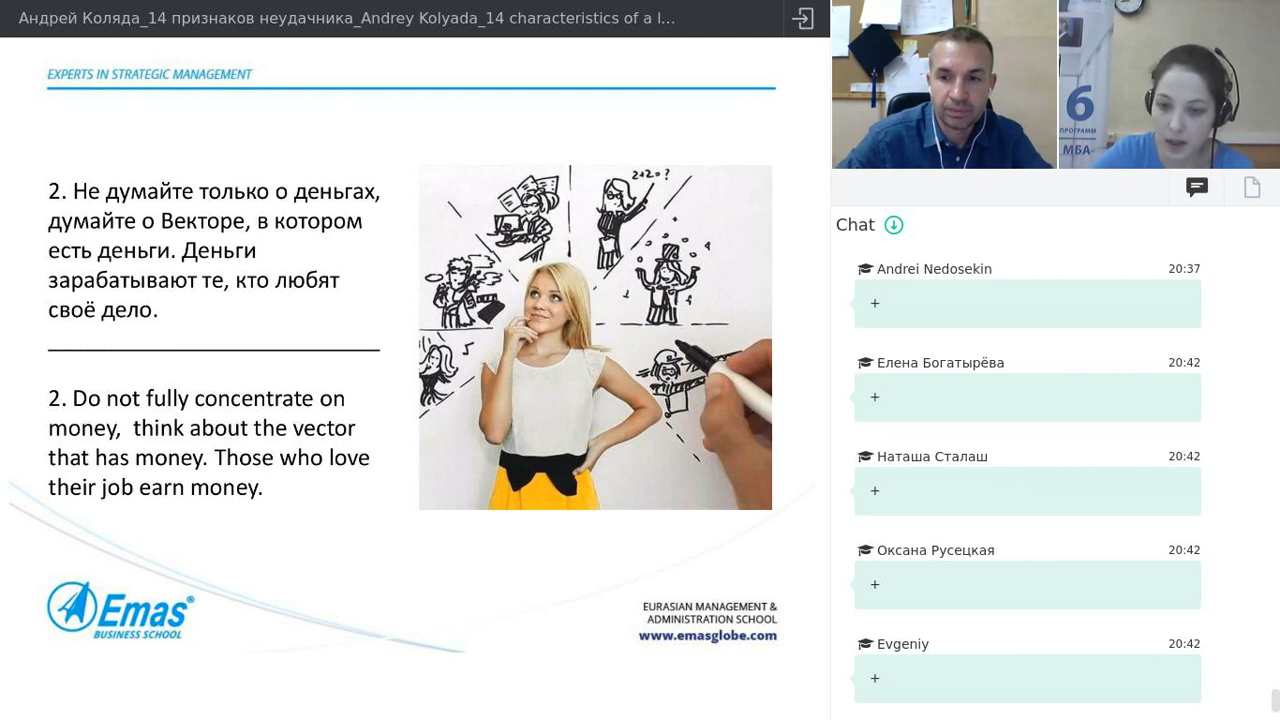 Андрей Коляда_14 признаков неудачника_Andrey Kolyada_14 characteristics of a l...
EXPERTS IN STRATEGIC MANAGEMENT
2. Не думайте только о деньгах,
думайте о Векторе, в котором
есть деньги. Деньги
зарабатывают те, кто любят
своё дело.
2. Do not fully concentrate on
money, think about the vector
that has money. Those who love
their job earn money.
2+2=?
Emas®
BUSINESS SCHOOL
EURASIAN MANAGEMENT &
ADMINISTRATION SCHOOL
www.emasglobe.com
6
ПРОГРАММ
МБА
Chat
Andrei Nedosekin 20:37
+
Елена Богатырёва 20:42
+
Наташа Сталаш 20:42
+
Оксана Русецкая 20:42
+
Evgeniy 20:42
+